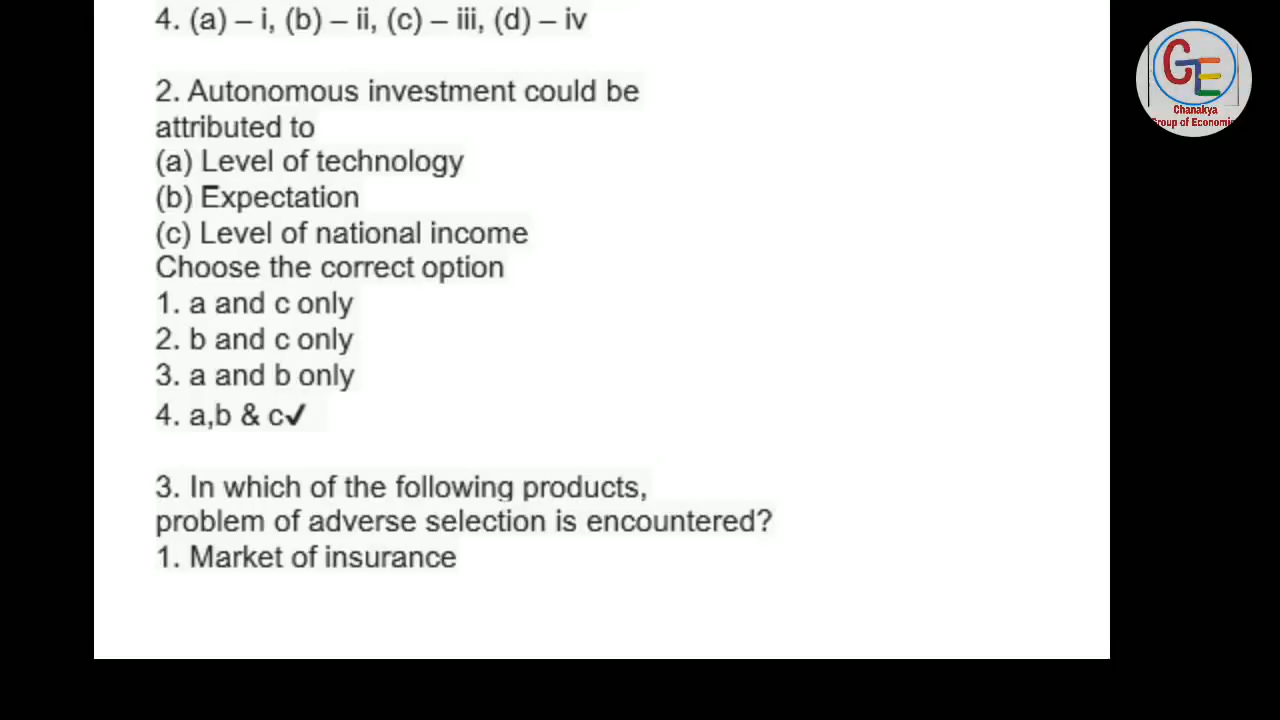 4. (a) – i, (b) – ii, (c) – iii, (d) – iv
2. Autonomous investment could be
attributed to
(a) Level of technology
(b) Expectation
(c) Level of national income
Choose the correct option
1. a and c only
2. b and c only
3. a and b only
4. a,b & c✓
3. In which of the following products,
problem of adverse selection is encountered?
1. Market of insurance
CGE
Chanakya
Group of Economic